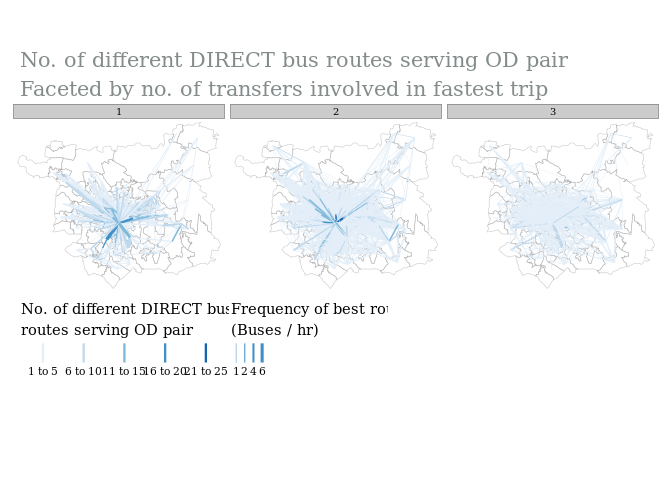 No. of different DIRECT bus routes serving OD pair
Faceted by no. of transfers involved in fastest trip
1 2 3
No. of different DIRECT bus Frequency of best rou
routes serving OD pair (Buses / hr)
1 to 5 6 to 10 11 to 15 16 to 20 21 to 25 1 2 4 6